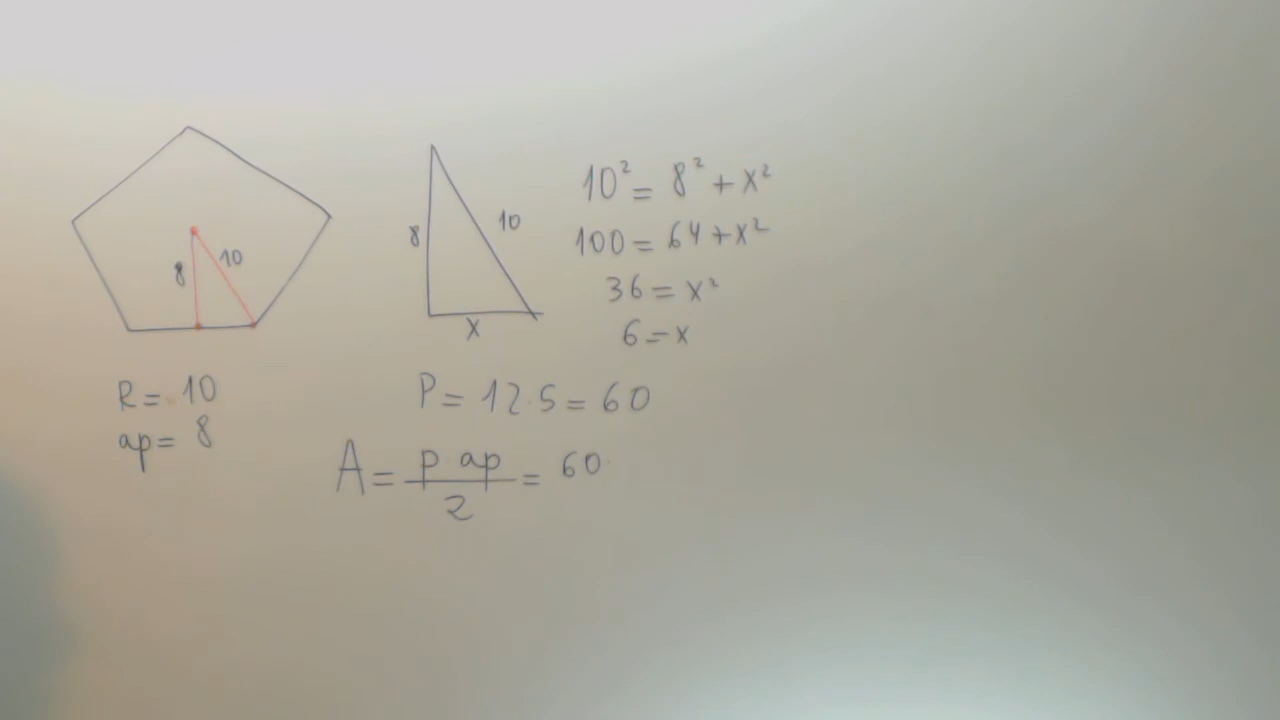 8 10
8 10
X
10² = 8² + x²
100 = 64 + x²
36 = x²
6 = x
R = 10
ap = 8
P = 12·5 = 60
A = p ap / 2 = 60